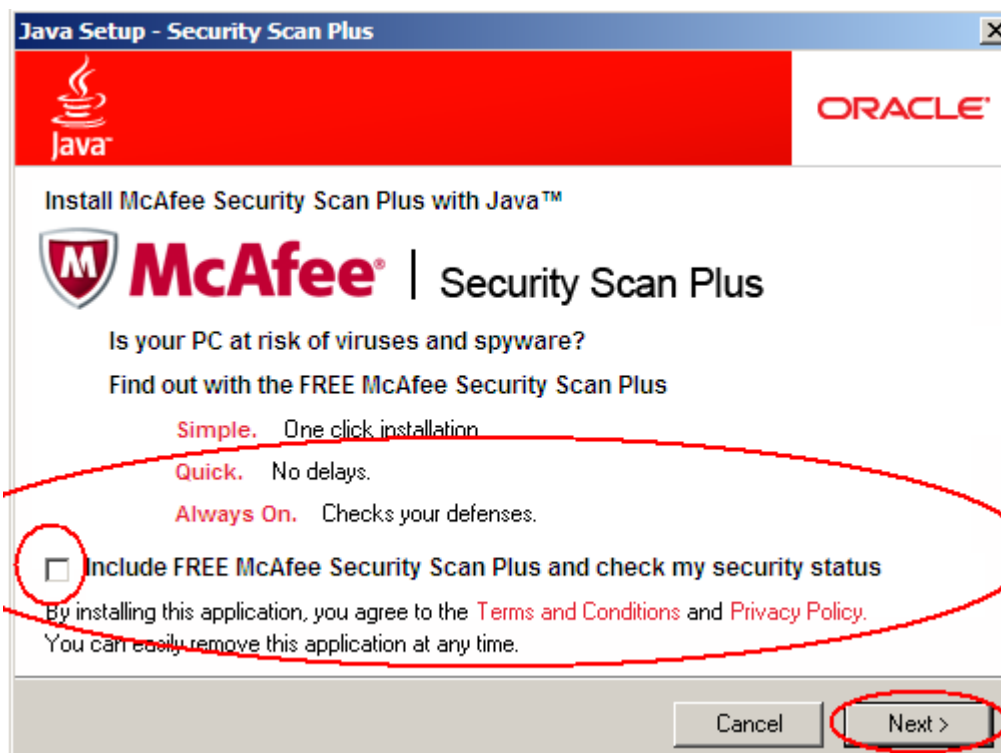 Java Setup - Security Scan Plus
Java™
ORACLE®
Install McAfee Security Scan Plus with Java™
M McAfee® | Security Scan Plus
Is your PC at risk of viruses and spyware?
Find out with the FREE McAfee Security Scan Plus
Simple. One click installation
Quick. No delays.
Always On. Checks your defenses.
Include FREE McAfee Security Scan Plus and check my security status
By installing this application, you agree to the Terms and Conditions and Privacy Policy.
You can easily remove this application at any time.
Cancel Next >